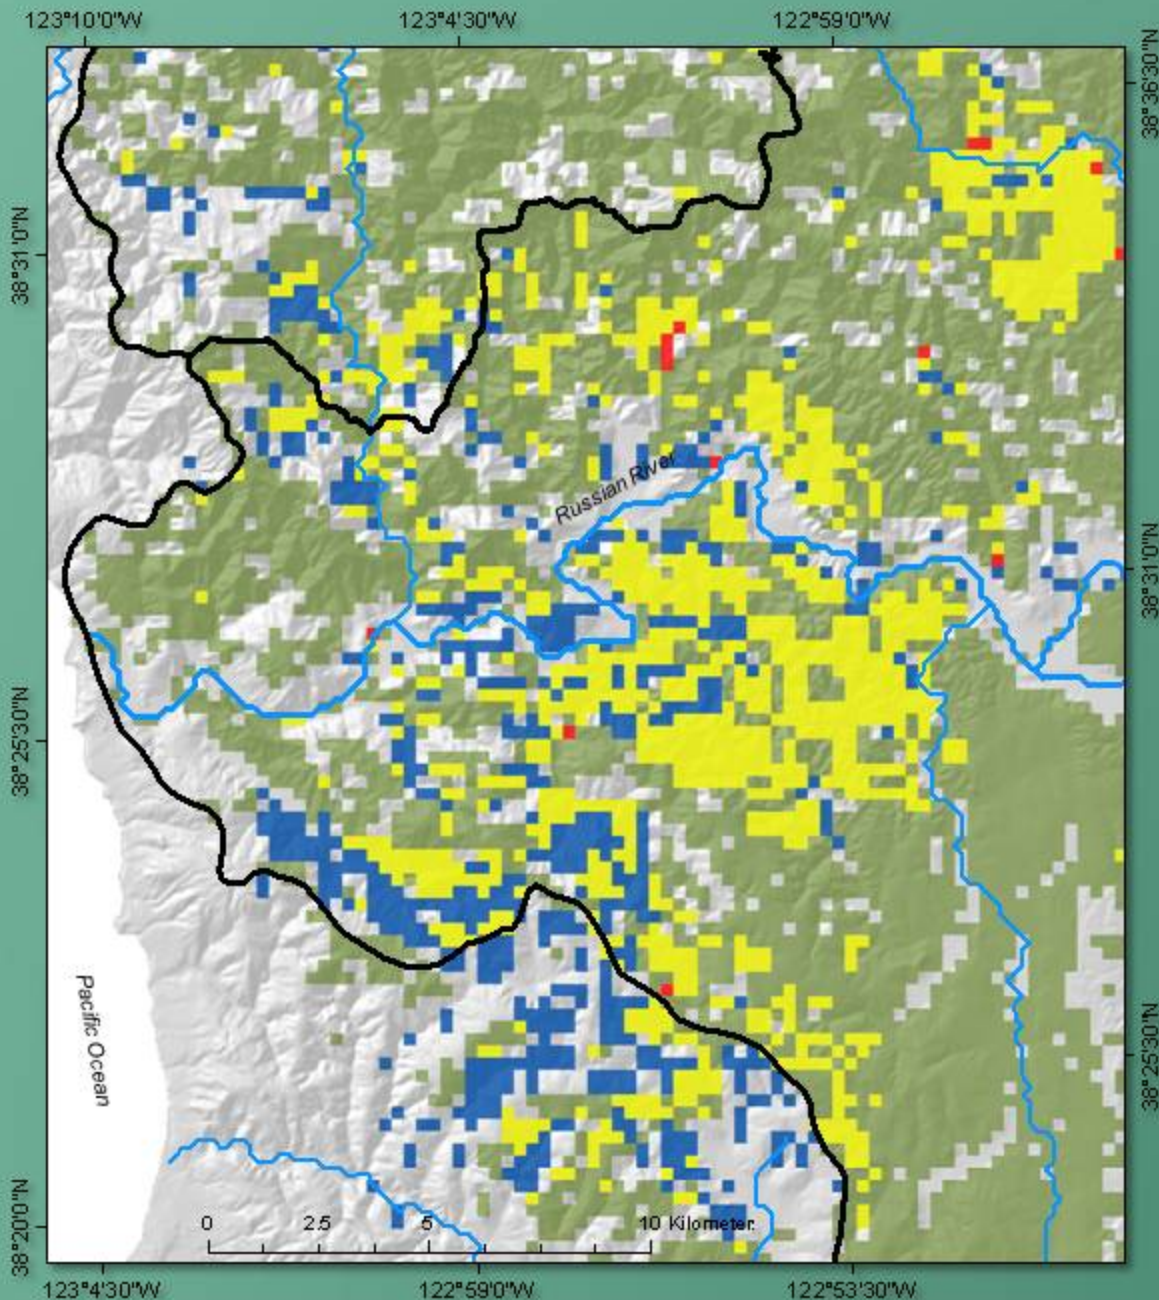 123°10'0"W 123°4'30"W 122°59'0"W
38°36'30"N
38°31'0"N
Russian River
38°31'0"N
38°25'30"N
Pacific Ocean
38°25'30"N
0 2.5 5 10 Kilometer
38°20'0"N
123°4'30"W 122°59'0"W 122°53'30"W